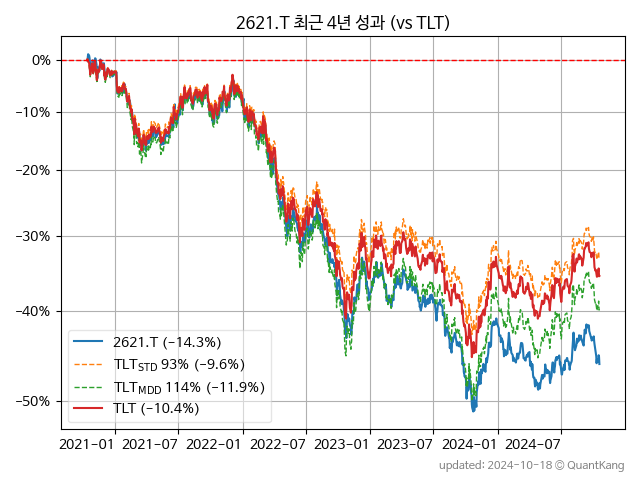 2621.T 최근 4년 성과 (vs TLT)
0%
−10%
−20%
−30%
−40%
−50%
2621.T (−14.3%)
TLTSTD 93% (−9.6%)
TLTMDD 114% (−11.9%)
TLT (−10.4%)
2021-01 2021-07 2022-01 2022-07 2023-01 2023-07 2024-01 2024-07
updated: 2024-10-18 © QuantKang